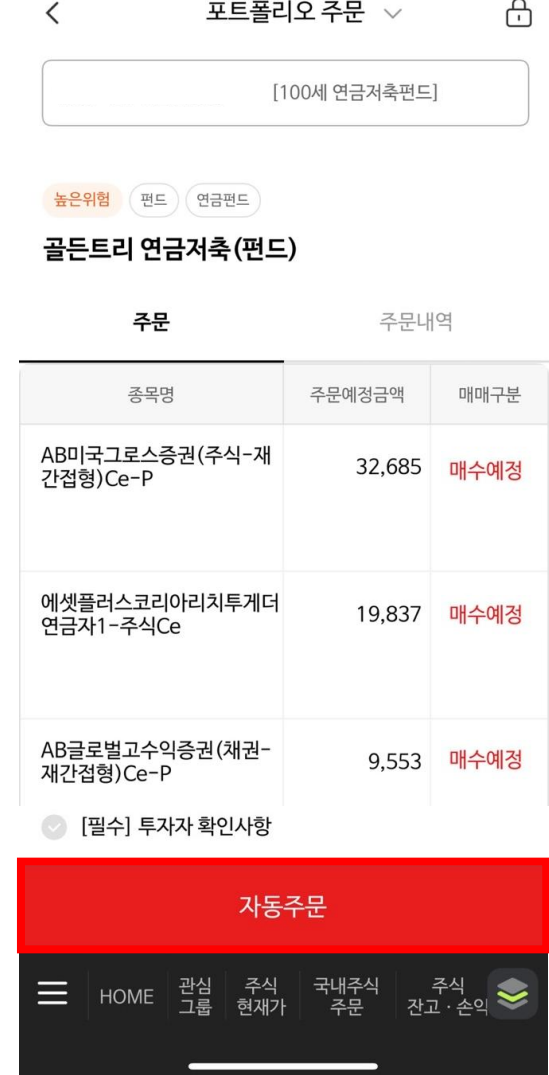 포트폴리오 주문
[100세 연금저축펀드]
높은위험 펀드 연금펀드
골든트리 연금저축(펀드)
주문 주문내역
종목명 주문예정금액 매매구분
AB미국그로스증권(주식-재
간접형)Ce-P
32,685 매수예정
에셋플러스코리아리치투게더
연금자1-주식Ce
19,837 매수예정
AB글로벌고수익증권(채권-
재간접형)Ce-P
9,553 매수예정
[필수] 투자자 확인사항
자동주문
HOME
관심
그룹
주식
현재가
국내주식
주문
주식
잔고·손익